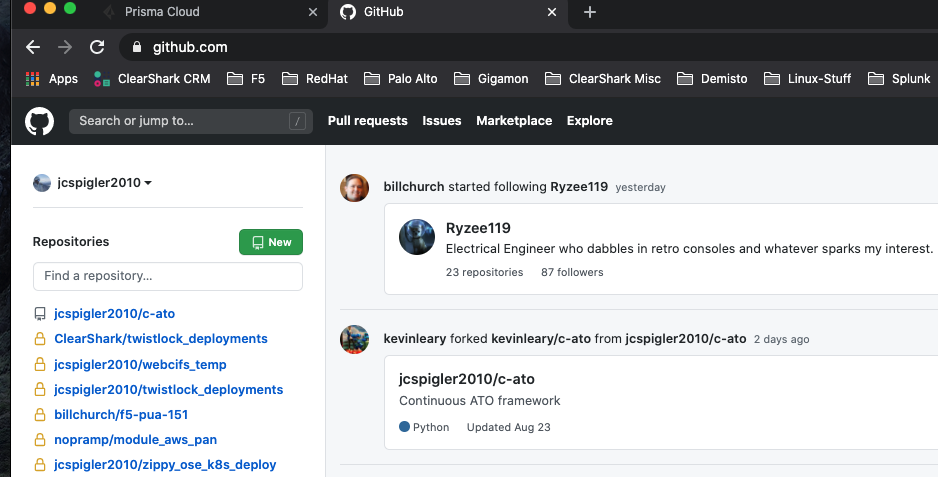 Prisma Cloud
GitHub
github.com
Apps ClearShark CRM F5 RedHat Palo Alto Gigamon ClearShark Misc Demisto Linux-Stuff Splunk
Search or jump to... / Pull requests Issues Marketplace Explore
jcspigler2010
Repositories New
Find a repository...
jcspigler2010/c-ato
ClearShark/twistlock_deployments
jcspigler2010/webcifs_temp
jcspigler2010/twistlock_deployments
billchurch/f5-pua-151
nopramp/module_aws_pan
jcspigler2010/zippy_ose_k8s_deploy
billchurch started following Ryzee119 yesterday
Ryzee119
Electrical Engineer who dabbles in retro consoles and whatever sparks my interest.
23 repositories 87 followers
kevinleary forked kevinleary/c-ato from jcspigler2010/c-ato 2 days ago
jcspigler2010/c-ato
Continuous ATO framework
Python Updated Aug 23